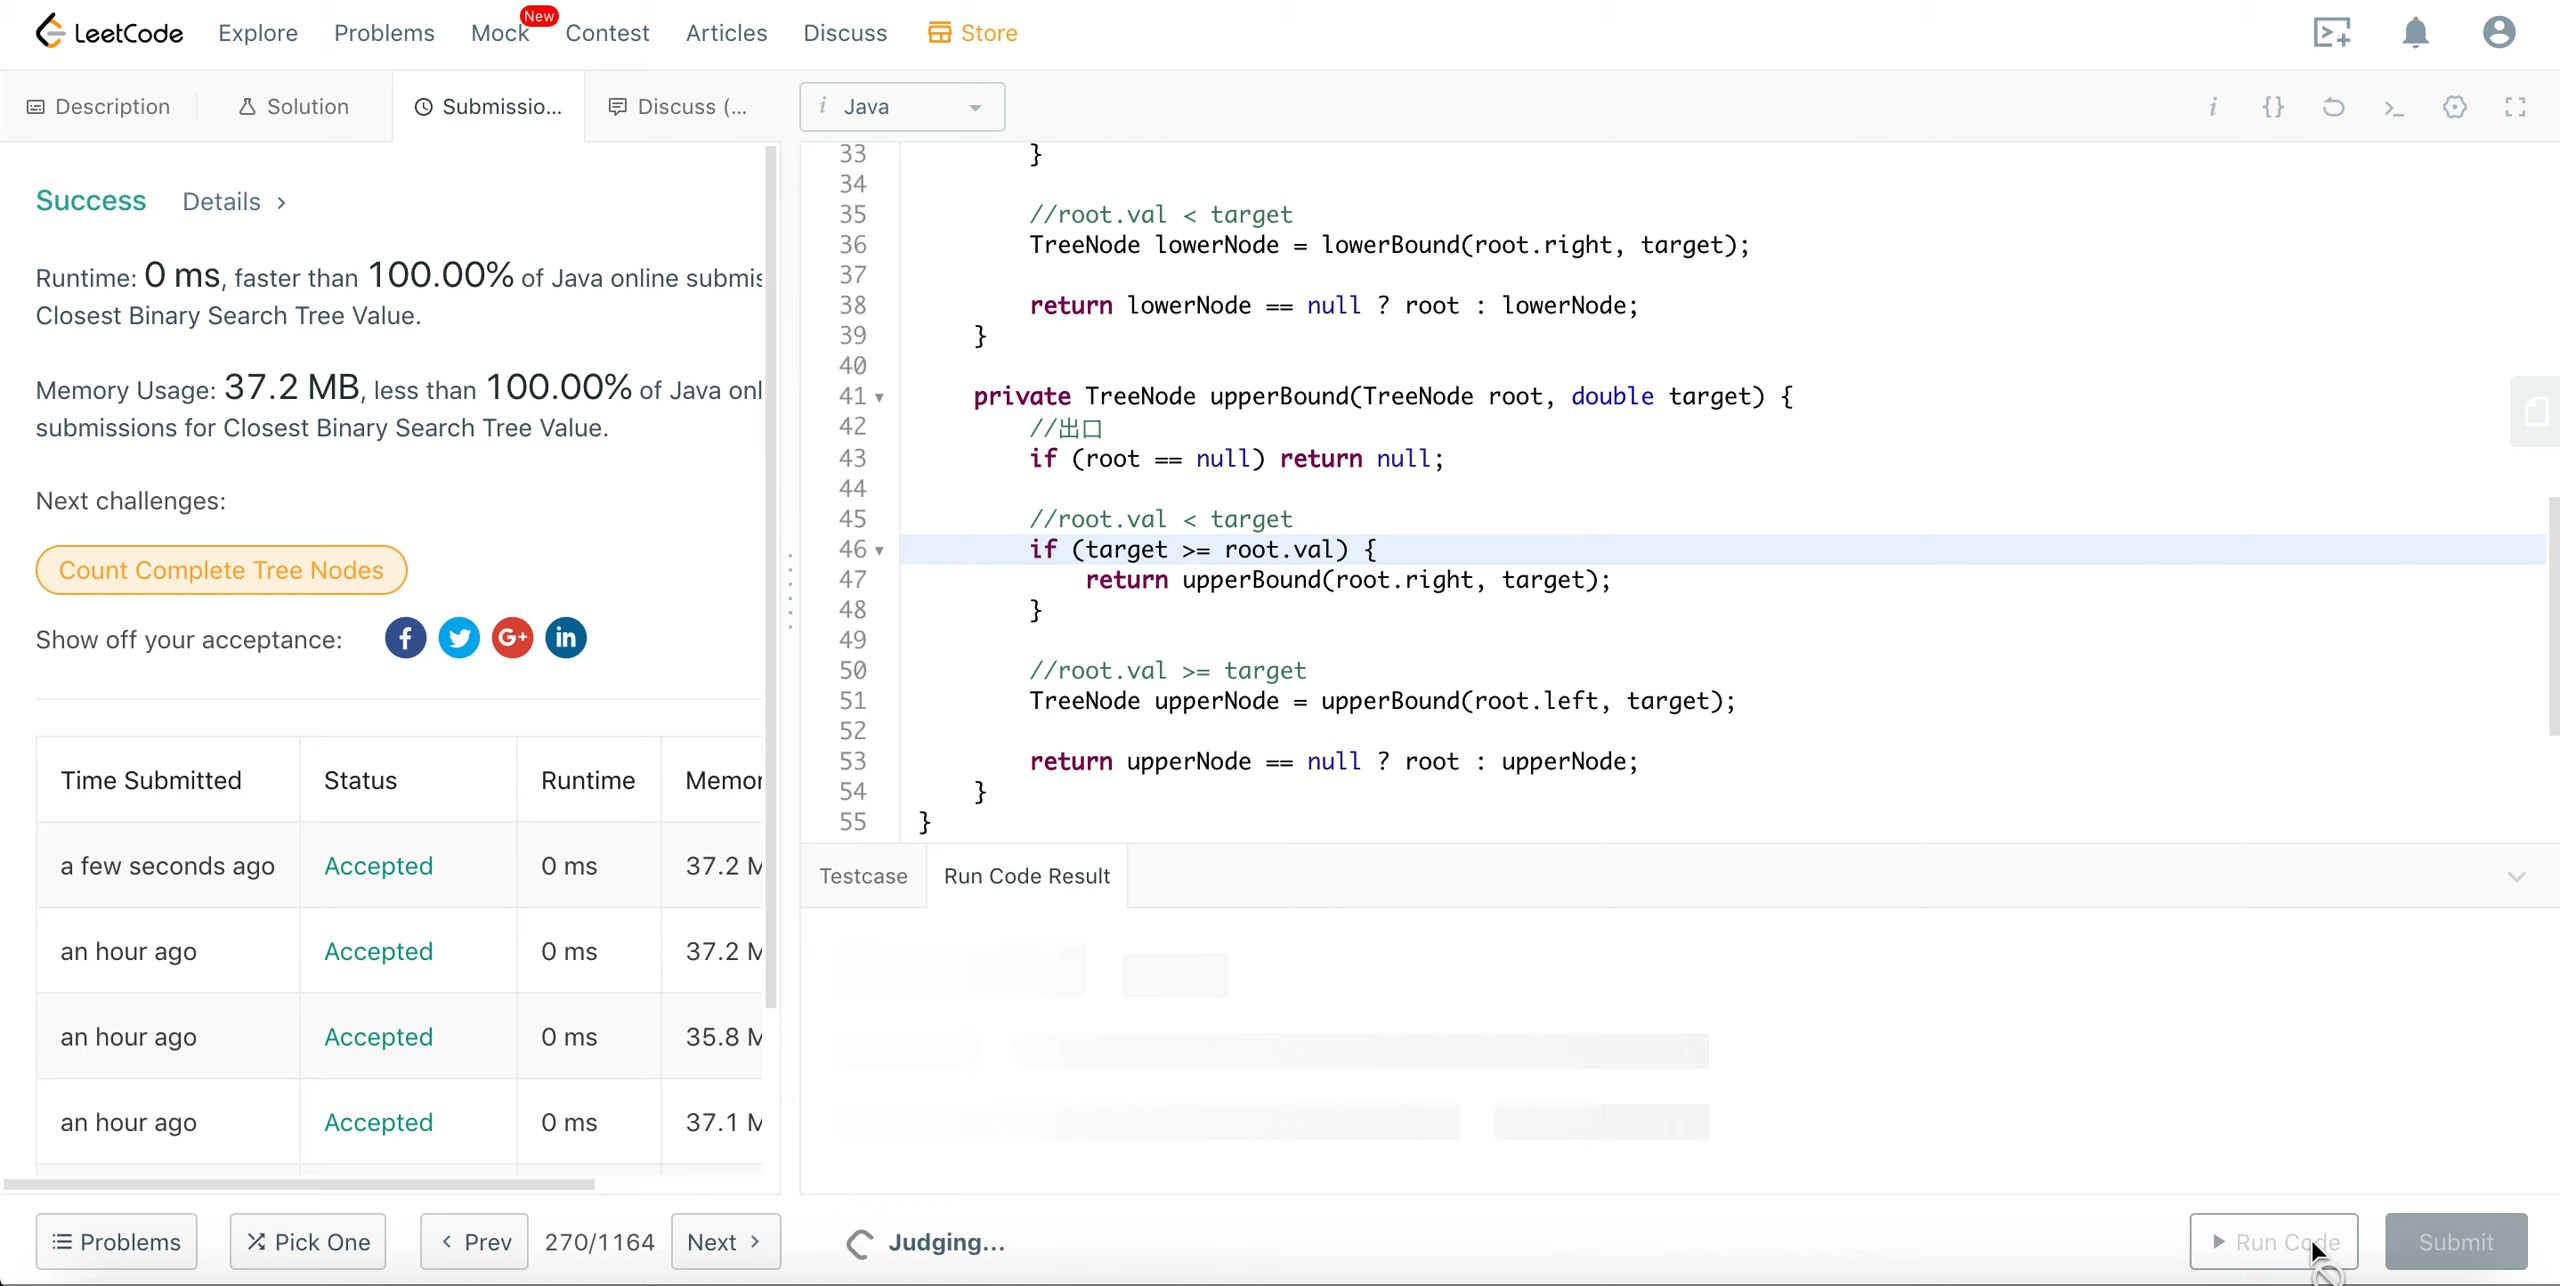 LeetCode Explore Problems Mock New Contest Articles Discuss Store
Description Solution Submissio... Discuss (...
Success Details >
Runtime: 0 ms, faster than 100.00% of Java online submis
Closest Binary Search Tree Value.
Memory Usage: 37.2 MB, less than 100.00% of Java onl
submissions for Closest Binary Search Tree Value.
Next challenges:
Count Complete Tree Nodes
Show off your acceptance:
Time Submitted Status Runtime Memor
a few seconds ago Accepted 0 ms 37.2 M
an hour ago Accepted 0 ms 37.2 M
an hour ago Accepted 0 ms 35.8 M
an hour ago Accepted 0 ms 37.1 M
Problems Pick One < Prev 270/1164 Next >
i Java
33 }
34
35 //root.val < target
36 TreeNode lowerNode = lowerBound(root.right, target);
37
38 return lowerNode == null ? root : lowerNode;
39 }
40
41 private TreeNode upperBound(TreeNode root, double target) {
42 //出口
43 if (root == null) return null;
44
45 //root.val < target
46 if (target >= root.val) {
47 return upperBound(root.right, target);
48 }
49
50 //root.val >= target
51 TreeNode upperNode = upperBound(root.left, target);
52
53 return upperNode == null ? root : upperNode;
54 }
55 }
Testcase Run Code Result
Judging... Run Code Submit